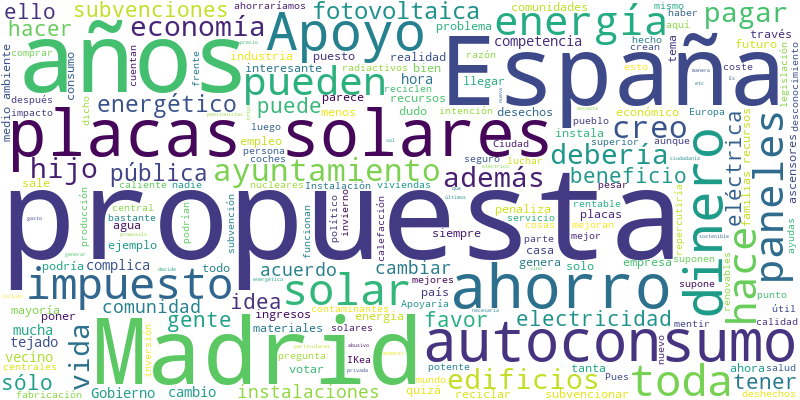 ello subvenciones ahorraríamos fotovoltaica comunidades mismo haber pagar
hacer años Apoyo problema energía aquí través
economía industria competencia hecho crean tema futuro
comprar cuentan radiactivos bien realidad razón
medio ambiente consumo frente interesante puesto hora llegar España esto coste legislación desconocimiento
después dicho pueden parece reciclen recursos intención Europa
impacto energético puede menos dudo desechos económico
placas solares luego empleo persona coches Ciudad instala pueblo creo superior aunque
hijo pública ayuntamiento seguro luchar además debería beneficio dinero eléctrica paneles
sale caliente nadie nucleares Instalación viviendas penaliza rentable pesar familias recursos ascensores
propuesta
producción central podrían subvención funcionan político invierno calefacción servicio placas cosas mejoran repercutiría
agua bastante siempre parte mejor
ejemplo casa
impuesto podría complica todo acuerdo cambiar genera solo empresa suponen ayudas
mayoría poner comunidad idea solar mejores país Apoyaría ahorro supone renovables hace punto
mucha gente ingresos contaminantes energia favor electricidad mentir útil
tejado vida inversión Madrid materiales solares abusivo autoconsumo nuevo calidad
vecino pregunta IKea potente tanta toda
sólo centrales votar privada particulares mundo Pues edificios ahora salud
fabricación Gobierno cambio instalaciones quizá reciclar subvencionar tener deshechos